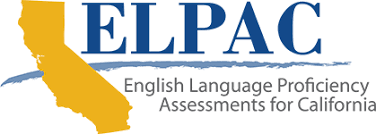 ELPAC
English Language Proficiency
Assessments for California